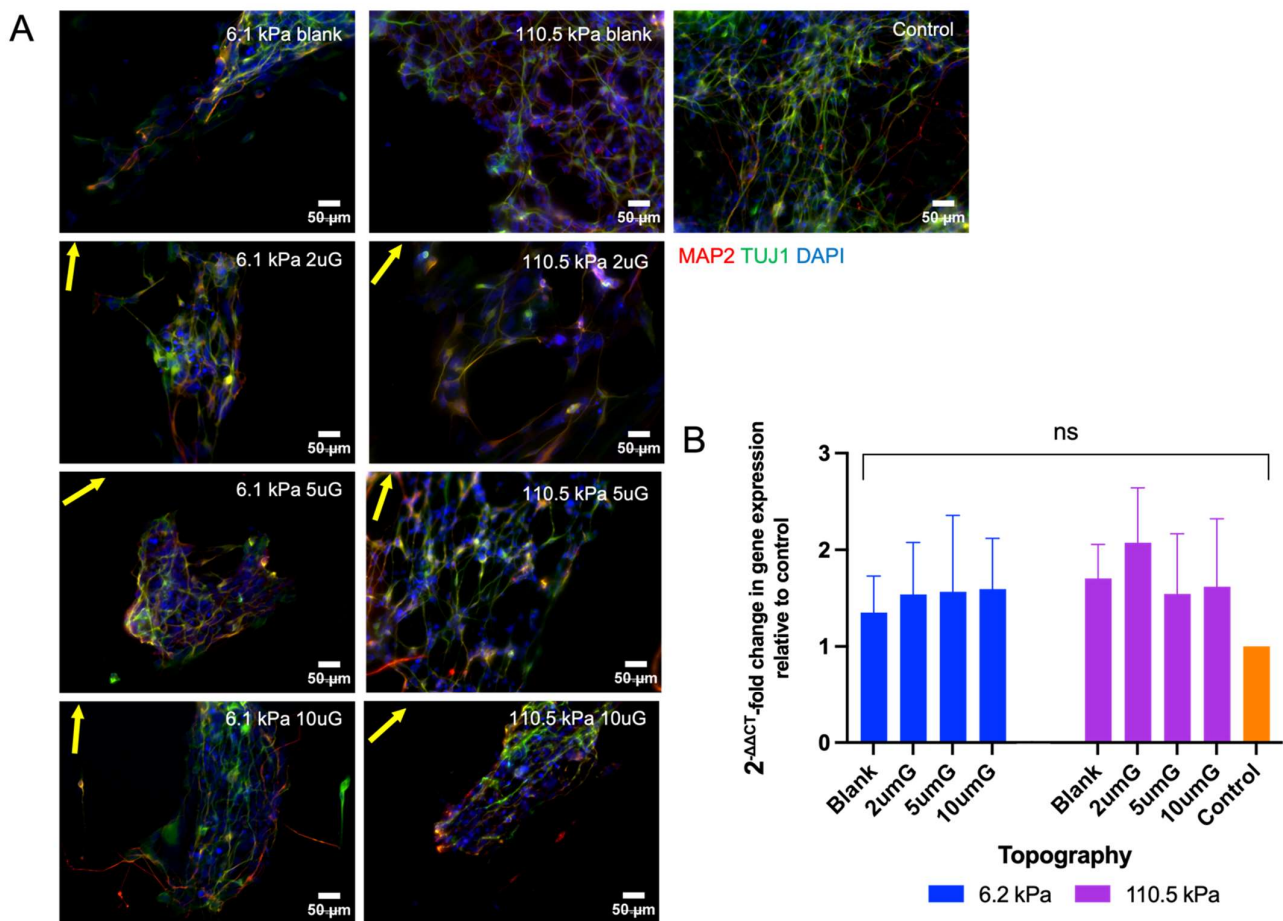 A
6.1 kPa blank
50 µm
110.5 kPa blank
50 µm
Control
50 µm
6.1 kPa 2uG
50 µm
110.5 kPa 2uG
50 µm
MAP2 TUJ1 DAPI
6.1 kPa 5uG
50 µm
110.5 kPa 5uG
50 µm
6.1 kPa 10uG
50 µm
110.5 kPa 10uG
50 µm
B
ns
2-ΔΔCT-fold change in gene expression
relative to control
3
2
1
0
Blank
2umG
5umG
10umG
Blank
2umG
5umG
10umG
Control
Topography
6.2 kPa
110.5 kPa